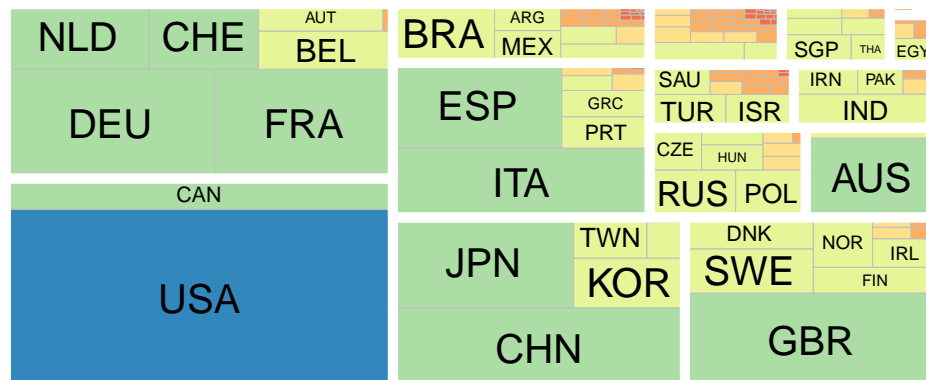 NLD
CHE
AUT
BEL
DEU
FRA
CAN
USA
BRA
ARG
MEX
ESP
GRC
PRT
ITA
JPN
TWN
KOR
CHN
SGP
THA
EGY
SAU
TUR
ISR
IRN
PAK
IND
CZE
HUN
RUS
POL
AUS
DNK
SWE
NOR
IRL
FIN
GBR